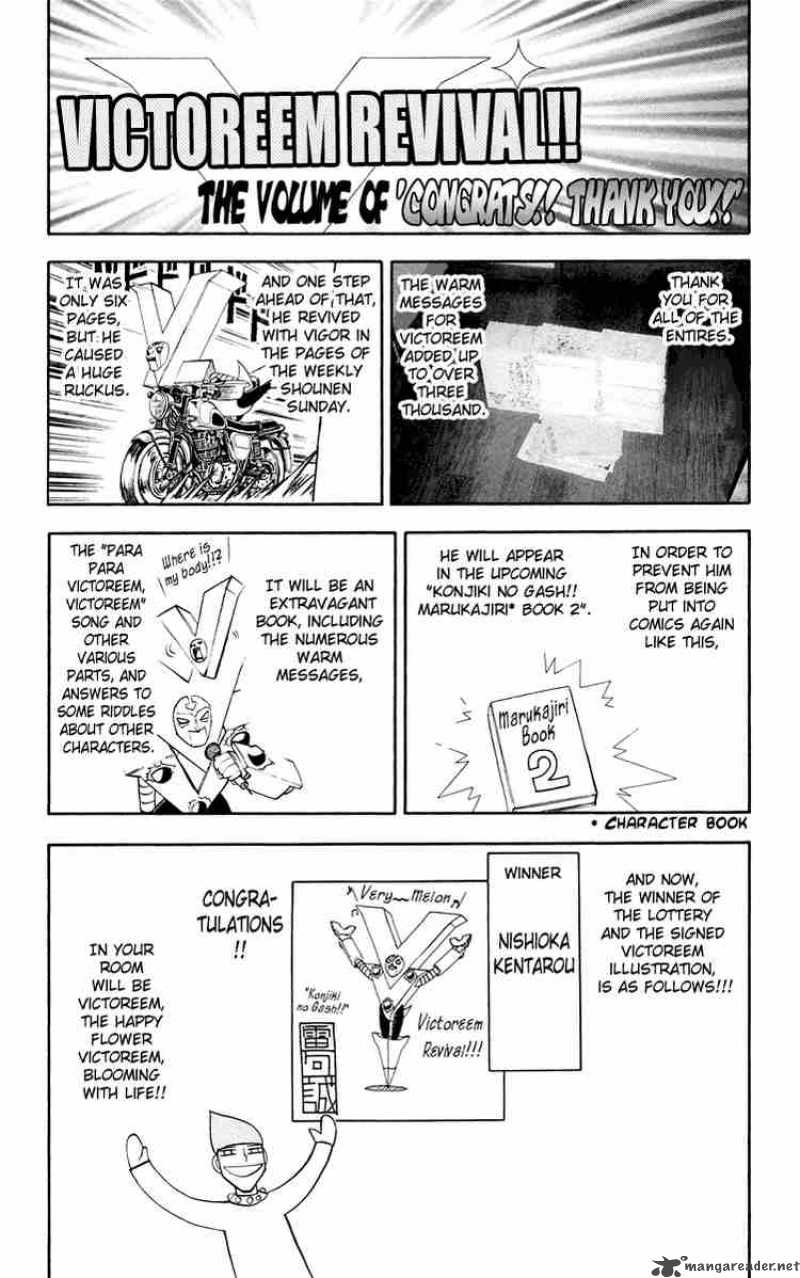 VICTOREEM REVIVAL!!
THE VOLUME OF 'CONGRATS!! THANK YOU!!'
THANK
YOU FOR
ALL OF THE
ENTIRES.
THE WARM
MESSAGES
FOR
VICTOREEM
ADDED UP
TO OVER
THREE
THOUSAND.
AND ONE STEP
AHEAD OF THAT,
HE REVIVED
WITH VIGOR IN
THE PAGES OF
THE WEEKLY
SHOUNEN
SUNDAY.
IT WAS
ONLY SIX
PAGES,
BUT HE
CAUSED
A HUGE
RUCKUS.
IN ORDER TO
PREVENT HIM
FROM BEING
PUT INTO
COMICS AGAIN
LIKE THIS,
HE WILL APPEAR
IN THE UPCOMING
"KONJIKI NO GASH!!
MARUKAJIRI* BOOK 2".
Marukajiri
Book
2
* CHARACTER BOOK
IT WILL BE AN
EXTRAVAGANT
BOOK, INCLUDING
THE NUMEROUS
WARM
MESSAGES,
Where is
my body!!?
THE "PARA
PARA
VICTOREEM,
VICTOREEM"
SONG AND
OTHER
VARIOUS
PARTS, AND
ANSWERS TO
SOME RIDDLES
ABOUT OTHER
CHARACTERS.
AND NOW,
THE WINNER OF
THE LOTTERY
AND THE SIGNED
VICTOREEM
ILLUSTRATION,
IS AS FOLLOWS!!!
WINNER
NISHIOKA
KENTAROU
Very~ melon
"Konjiki
no Gash!!"
Victoreem
Revival!!!
雷句誠
CONGRA-
TULATIONS
!!
IN YOUR
ROOM
WILL BE
VICTOREEM,
THE HAPPY
FLOWER
VICTOREEM,
BLOOMING
WITH LIFE!!
mangareader.net